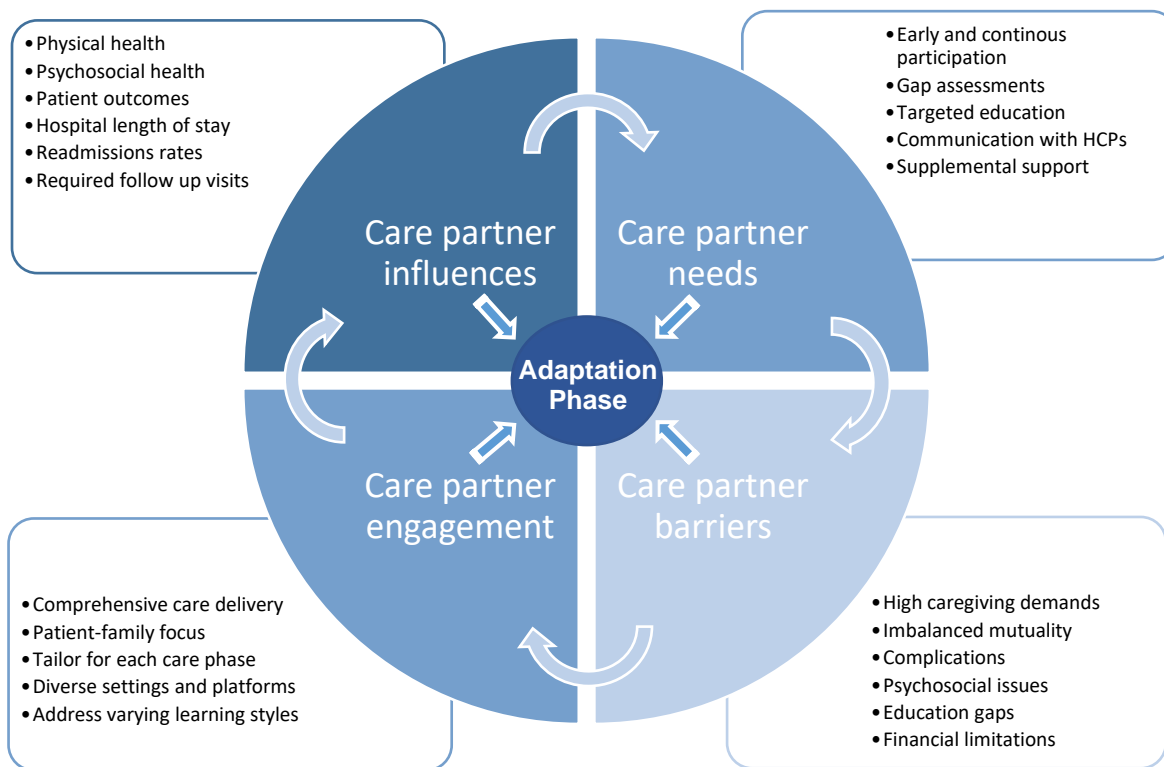 •Physical health
•Psychosocial health
•Patient outcomes
•Hospital length of stay
•Readmissions rates
•Required follow up visits
•Early and continous
participation
•Gap assessments
•Targeted education
•Communication with HCPs
•Supplemental support
Care partner
influences
Care partner
needs
Adaptation
Phase
Care partner
engagement
Care partner
barriers
•Comprehensive care delivery
•Patient-family focus
•Tailor for each care phase
•Diverse settings and platforms
•Address varying learning styles
•High caregiving demands
•Imbalanced mutuality
•Complications
•Psychosocial issues
•Education gaps
•Financial limitations